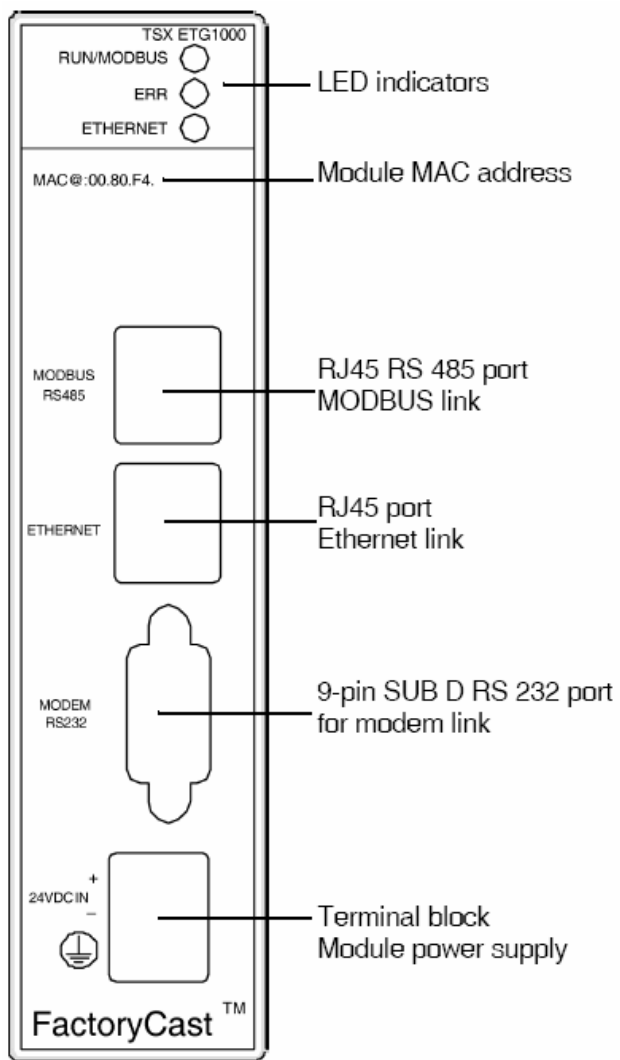 TSX ETG1000
RUN/MODBUS
ERR
ETHERNET
LED indicators
MAC@:00.80.F4.
Module MAC address
MODBUS
RS485
RJ45 RS 485 port
MODBUS link
ETHERNET
RJ45 port
Ethernet link
MODEM
RS232
9-pin SUB D RS 232 port
for modem link
+
24VDC IN
–
Terminal block
Module power supply
FactoryCast ™